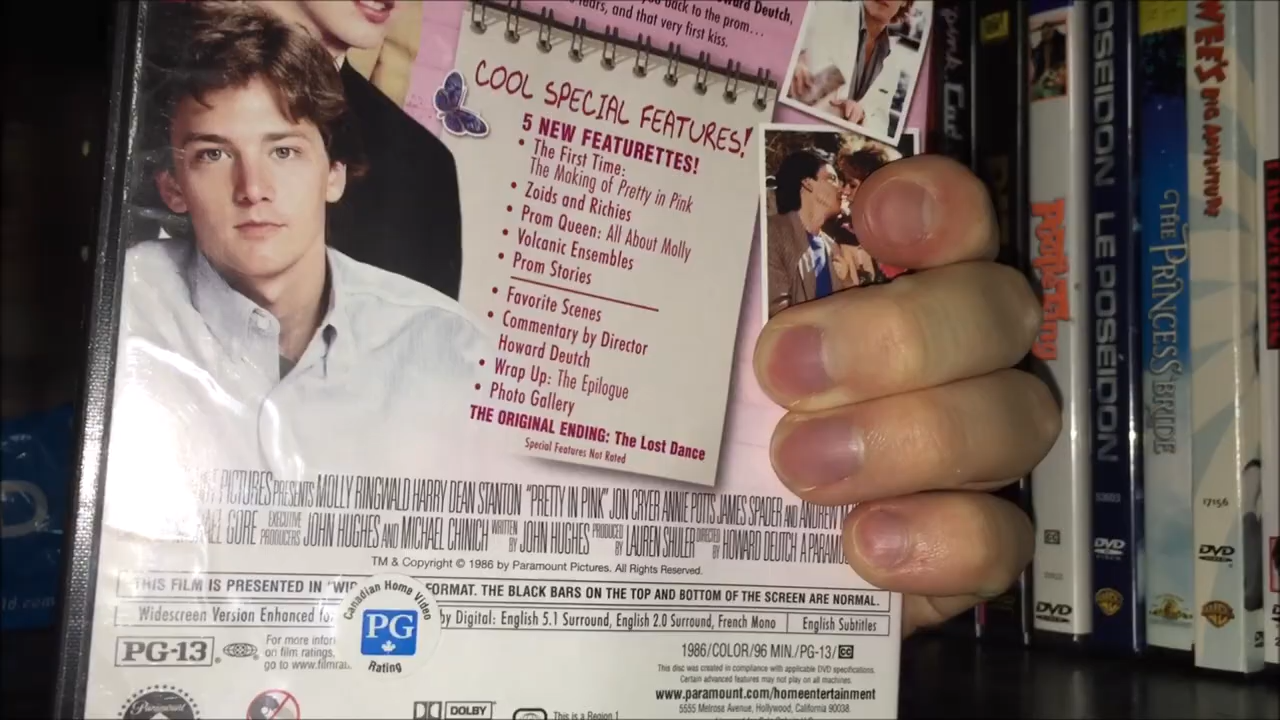 back to the prom…
tears, and that very first kiss.
COOL SPECIAL FEATURES!
5 NEW FEATURETTES!
• The First Time:
The Making of Pretty in Pink
• Zoids and Richies
• Prom Queen: All About Molly
• Volcanic Ensembles
• Prom Stories
• Favorite Scenes
• Commentary by Director
Howard Deutch
• Wrap Up: The Epilogue
• Photo Gallery
THE ORIGINAL ENDING: The Lost Dance
Special Features Not Rated
PICTURES PRESENTS MOLLY RINGWALD HARRY DEAN STANTON "PRETTY IN PINK" JON CRYER ANNIE POTTS JAMES SPADER AND
GORE EXECUTIVE PRODUCERS JOHN HUGHES AND MICHAEL CHINICH WRITTEN BY JOHN HUGHES PRODUCED BY LAUREN SHULER DIRECTED BY HOWARD DEUTCH A
TM & Copyright © 1986 by Paramount Pictures. All Rights Reserved.
THIS FILM IS PRESENTED IN FORMAT. THE BLACK BARS ON THE TOP AND BOTTOM OF THE SCREEN ARE NORMAL.
Widescreen Version Enhanced by Digital: English 5.1 Surround, English 2.0 Surround, French Mono English Subtitles
Canadian Home Video
PG
Rating
PG-13
For more
on film ratings,
go to
1986/COLOR/96 MIN./PG-13/CC
This disc was created in compliance with applicable DVD specifications.
Certain advanced features may not play on all machines.
www.paramount.com/homeentertainment
5555 Melrose Avenue, Hollywood, California 90038
Paramount
DOLBY
This is a Region 1
POOTIE TANG
DVD
POSEIDON LE POSÉIDON
DVD
THE PRINCESS BRIDE
BIG ADVENTURE
17156
DVD